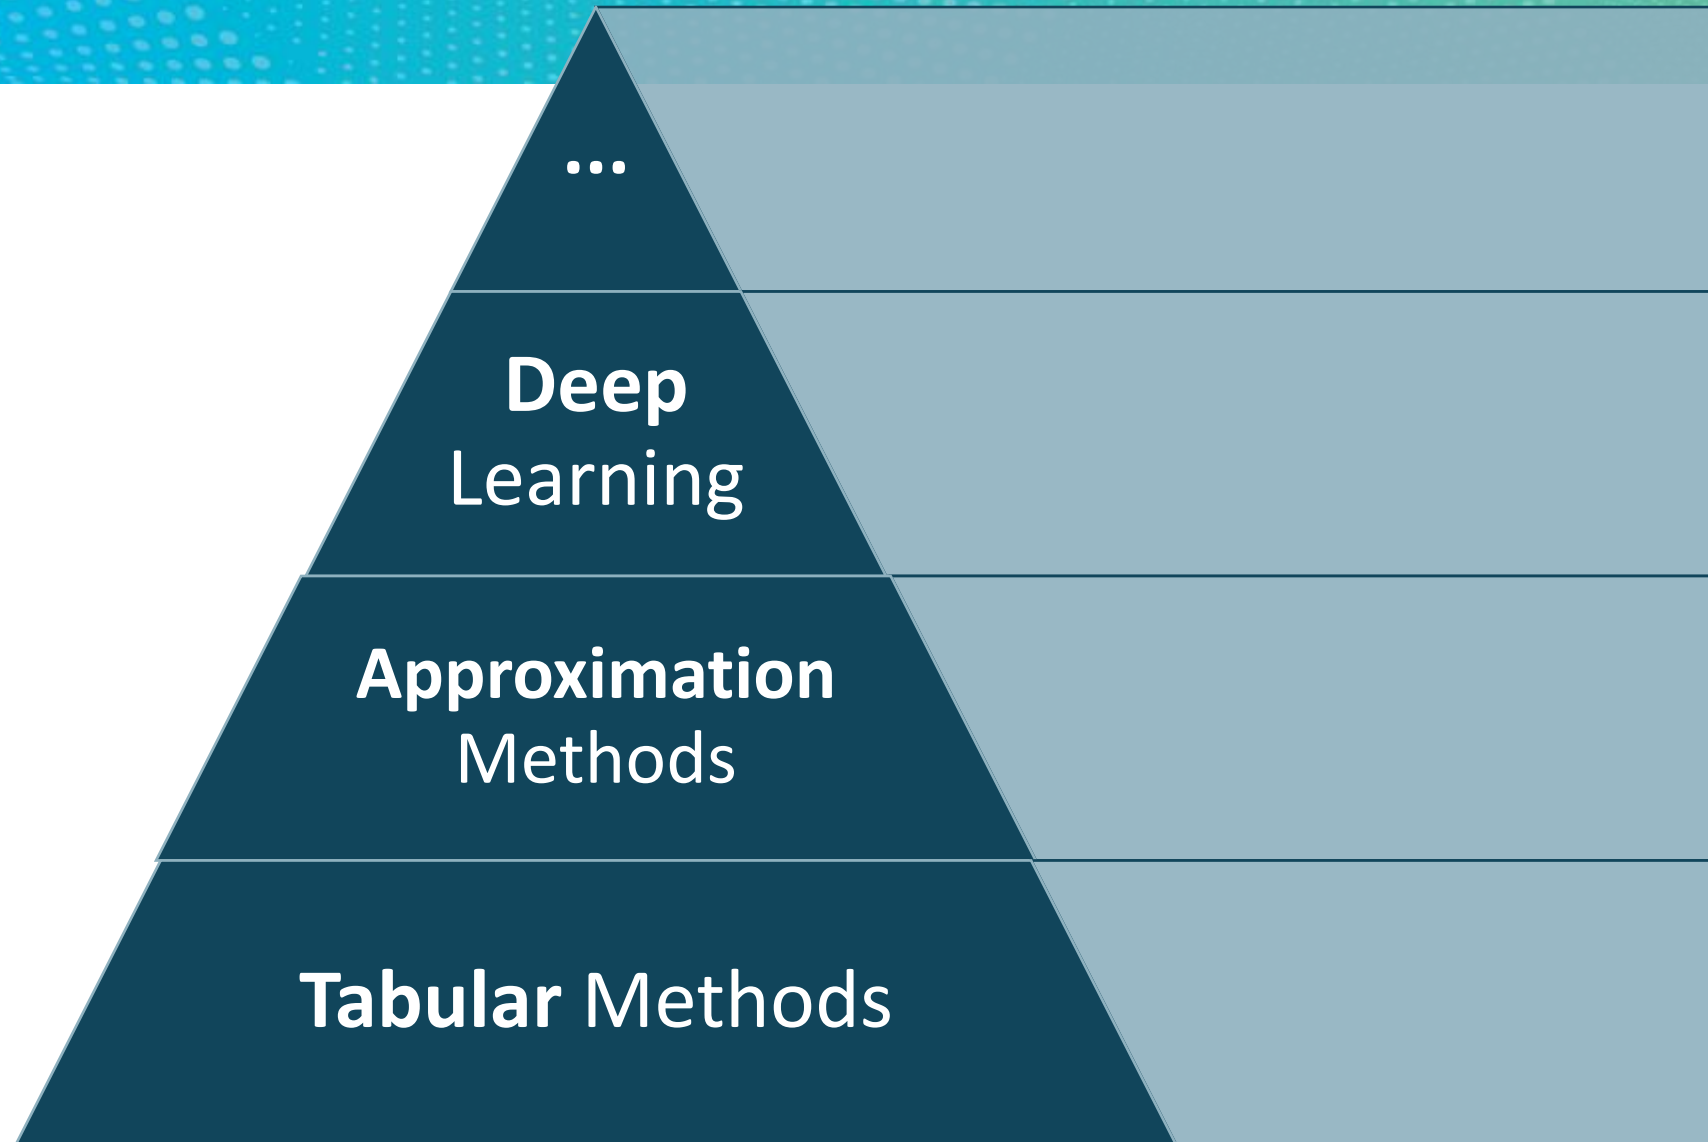 ...
Deep
Learning
Approximation
Methods
Tabular Methods